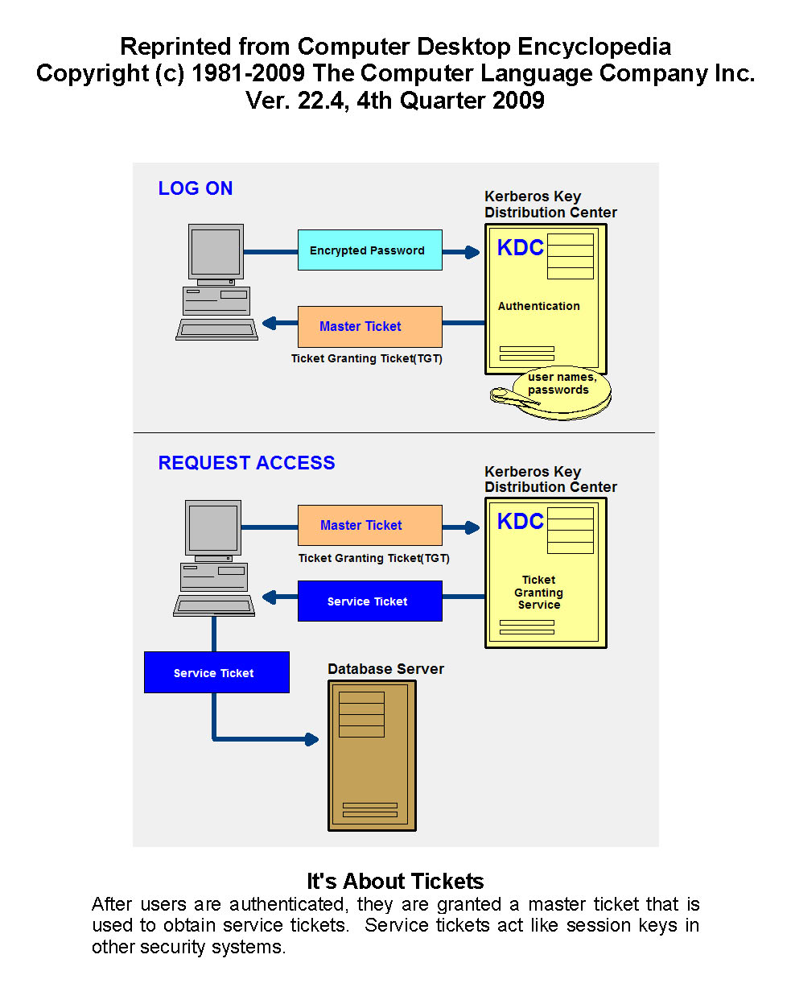 Reprinted from Computer Desktop Encyclopedia
Copyright (c) 1981-2009 The Computer Language Company Inc.
Ver. 22.4, 4th Quarter 2009
LOG ON
Kerberos Key
Distribution Center
Encrypted Password
KDC
Authentication
Master Ticket
Ticket Granting Ticket(TGT)
user names,
passwords
REQUEST ACCESS
Kerberos Key
Distribution Center
Master Ticket
KDC
Ticket Granting Ticket(TGT)
Ticket
Granting
Service
Service Ticket
Service Ticket
Database Server
It's About Tickets
After users are authenticated, they are granted a master ticket that is
used to obtain service tickets.  Service tickets act like session keys in
other security systems.